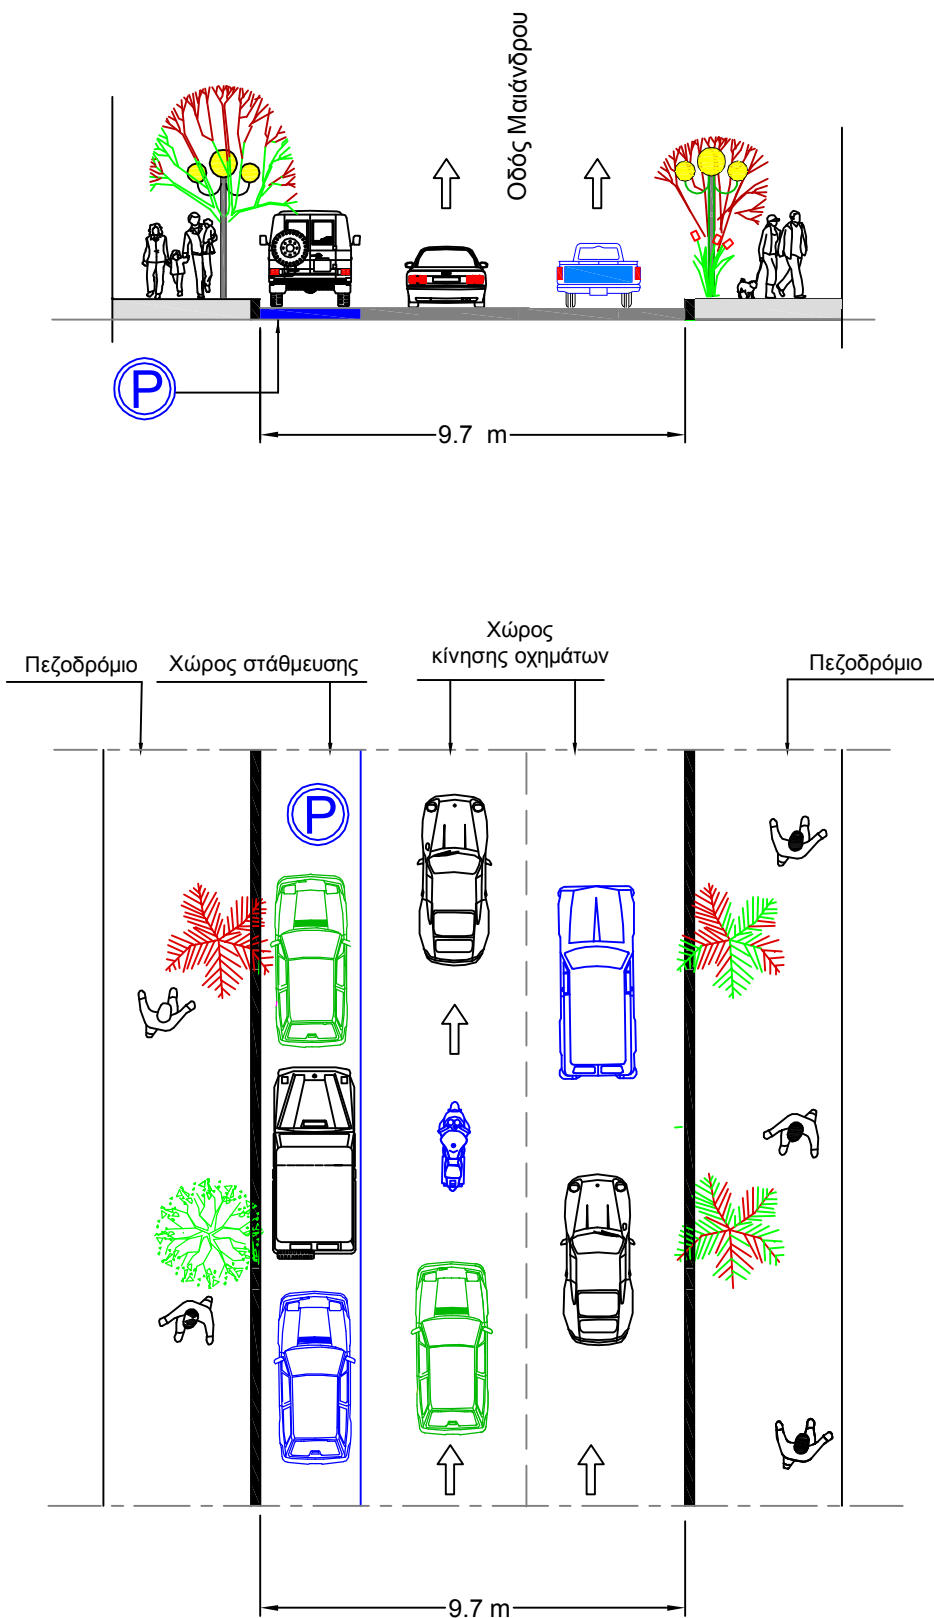 Οδός Μαιάνδρου
P
9.7 m
Χώρος
κίνησης οχημάτων
Πεζοδρόμιο
Χώρος στάθμευσης
Πεζοδρόμιο
P
9.7 m